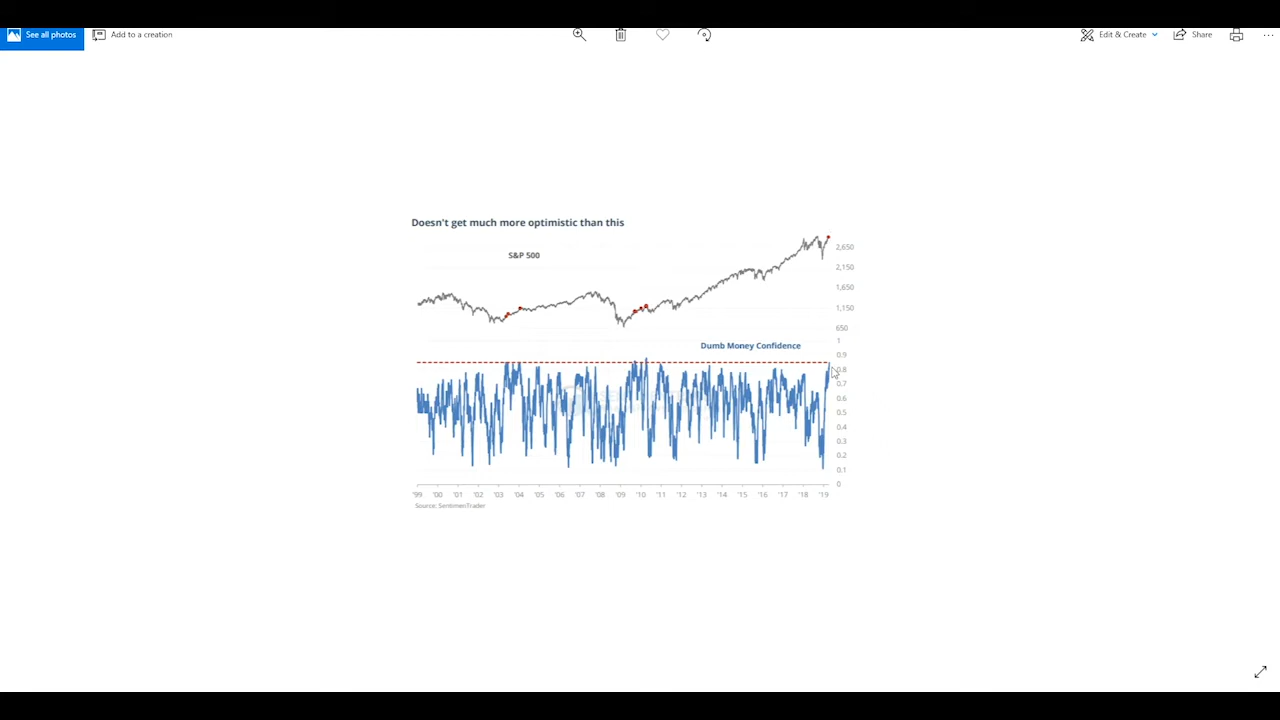 See all photos
Add to a creation
Edit & Create
Share
Doesn't get much more optimistic than this
S&P 500
2,650
2,150
1,650
1,150
650
Dumb Money Confidence
1
0.9
0.8
0.7
0.6
0.5
0.4
0.3
0.2
0.1
0
'99 '00 '01 '02 '03 '04 '05 '06 '07 '08 '09 '10 '11 '12 '13 '14 '15 '16 '17 '18 '19
Source: SentimenTrader